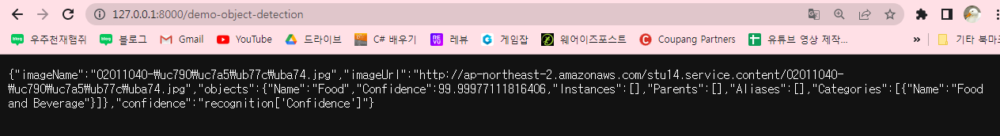 127.0.0.1:8000/demo-object-detection
우주천재햄쥐 블로그 Gmail YouTube 드라이브 C# 배우기 레뷰 게임잡 웨어이즈포스트 Coupang Partners 유튜브 영상 제작... » 기타 북마크
{"imageName":"02011040-₩uc790₩uc7a5₩ub77c₩uba74.jpg","imageUrl":"http://ap-northeast-2.amazonaws.com/stu14.service.content/02011040-
₩uc790₩uc7a5₩ub77c₩uba74.jpg","objects":{"Name":"Food","Confidence":99.99977111816406,"Instances":[],"Parents":[],"Aliases":[],"Categories":[{"Name":"Food
and Beverage"}]},"confidence":"recognition['Confidence']"}